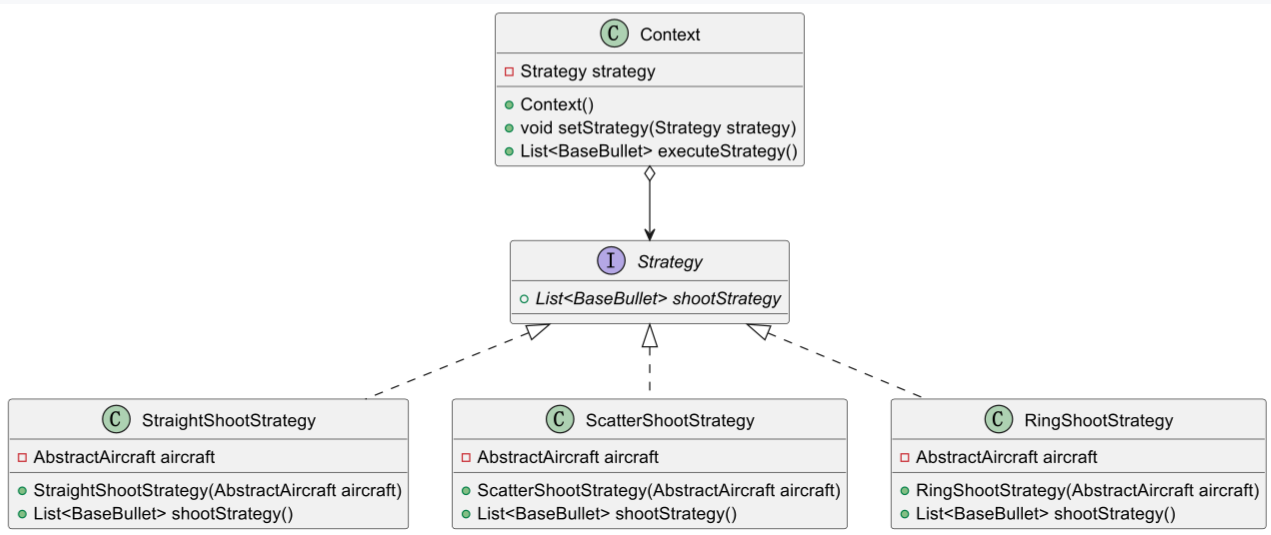 C Context
Strategy strategy
Context()
void setStrategy(Strategy strategy)
List<BaseBullet> executeStrategy()
I Strategy
List<BaseBullet> shootStrategy
C StraightShootStrategy
AbstractAircraft aircraft
StraightShootStrategy(AbstractAircraft aircraft)
List<BaseBullet> shootStrategy()
C ScatterShootStrategy
AbstractAircraft aircraft
ScatterShootStrategy(AbstractAircraft aircraft)
List<BaseBullet> shootStrategy()
C RingShootStrategy
AbstractAircraft aircraft
RingShootStrategy(AbstractAircraft aircraft)
List<BaseBullet> shootStrategy()